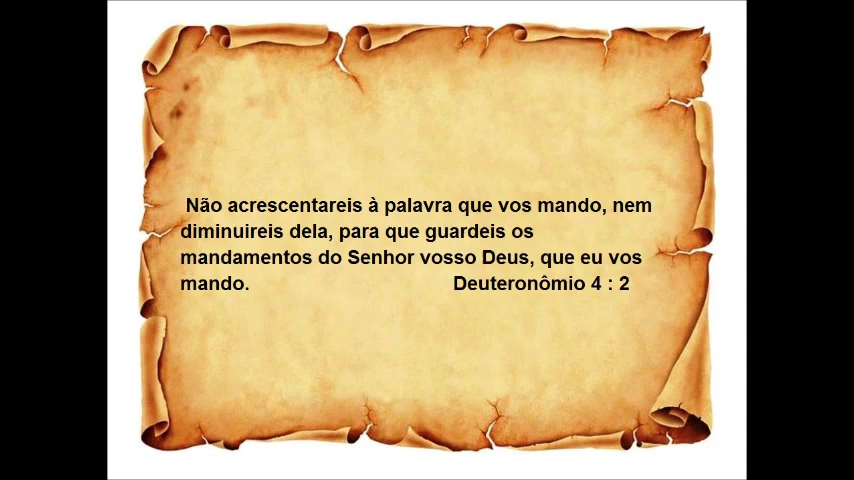 Não acrescentareis à palavra que vos mando, nem
diminuireis dela, para que guardeis os
mandamentos do Senhor vosso Deus, que eu vos
mando. Deuteronômio 4 : 2